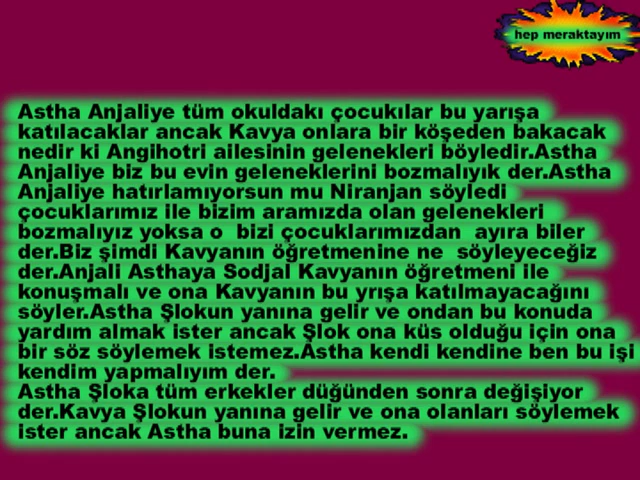 hep meraktayım
Astha Anjaliye tüm okuldakı çocukılar bu yarışa
katılacaklar ancak Kavya onlara bir köşeden bakacak
nedir ki Angihotri ailesinin gelenekleri böyledir.Astha
Anjaliye biz bu evin geleneklerini bozmalıyık der.Astha
Anjaliye hatırlamıyorsun mu Niranjan söyledi
çocuklarımız ile bizim aramızda olan gelenekleri
bozmalıyız yoksa o  bizi çocuklarımızdan  ayıra biler
der.Biz şimdi Kavyanın öğretmenine ne  söyleyeceğiz
der.Anjali Asthaya Sodjal Kavyanın öğretmeni ile
konuşmalı ve ona Kavyanın bu yrışa katılmayacağını
söyler.Astha Şlokun yanına gelir ve ondan bu konuda
yardım almak ister ancak Şlok ona küs olduğu için ona
bir söz söylemek istemez.Astha kendi kendine ben bu işi
kendim yapmalıyım der.
Astha Şloka tüm erkekler düğünden sonra değişiyor
der.Kavya Şlokun yanına gelir ve ona olanları söylemek
ister ancak Astha buna izin vermez.